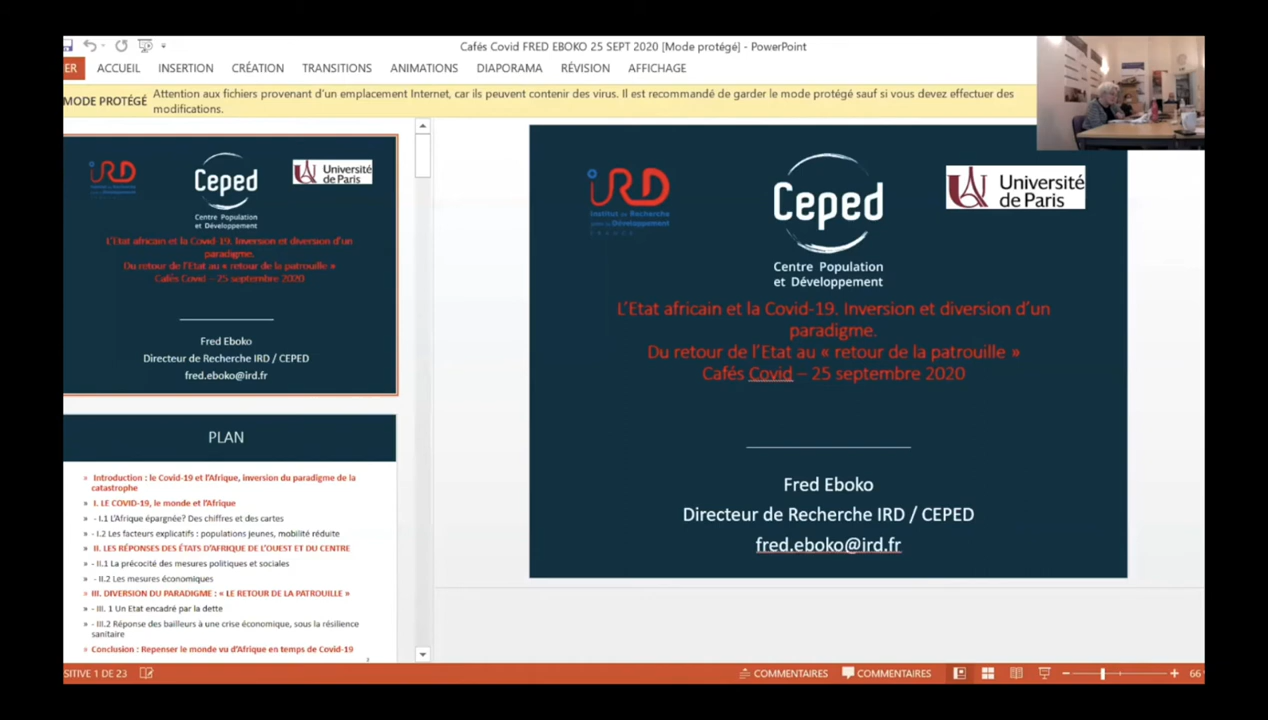 Cafés Covid FRED EBOKO 25 SEPT 2020 [Mode protégé] - PowerPoint
ER ACCUEIL INSERTION CRÉATION TRANSITIONS ANIMATIONS DIAPORAMA RÉVISION AFFICHAGE
MODE PROTÉGÉ
Attention aux fichiers provenant d'un emplacement Internet, car ils peuvent contenir des virus. Il est recommandé de garder le mode protégé sauf si vous devez effectuer des
modifications.
iRD
Ceped
Centre Population
et Développement
Université
de Paris
L'Etat africain et la Covid-19. Inversion et diversion d'un
paradigme.
Du retour de l'Etat au « retour de la patrouille »
Cafés Covid – 25 septembre 2020
Fred Eboko
Directeur de Recherche IRD / CEPED
fred.eboko@ird.fr
PLAN
» Introduction : le Covid-19 et l'Afrique, inversion du paradigme de la
catastrophe
» I. LE COVID-19, le monde et l'Afrique
» - I.1 L'Afrique épargnée? Des chiffres et des cartes
» - I.2 Les facteurs explicatifs : populations jeunes, mobilité réduite
» II. LES RÉPONSES DES ÉTATS D'AFRIQUE DE L'OUEST ET DU CENTRE
» - II.1 La précocité des mesures politiques et sociales
» - II.2 Les mesures économiques
» III. DIVERSION DU PARADIGME : « LE RETOUR DE LA PATROUILLE »
» - III. 1 Un Etat encadré par la dette
» - III.2 Réponse des bailleurs à une crise économique, sous la résilience
sanitaire
» Conclusion : Repenser le monde vu d'Afrique en temps de Covid-19
2
iRD
Institut de Recherche
pour le Développement
FRANCE
Ceped
Centre Population
et Développement
Université
de Paris
L'Etat africain et la Covid-19. Inversion et diversion d'un
paradigme.
Du retour de l'Etat au « retour de la patrouille »
Cafés Covid – 25 septembre 2020
Fred Eboko
Directeur de Recherche IRD / CEPED
fred.eboko@ird.fr
SITIVE 1 DE 23
COMMENTAIRES COMMENTAIRES 66